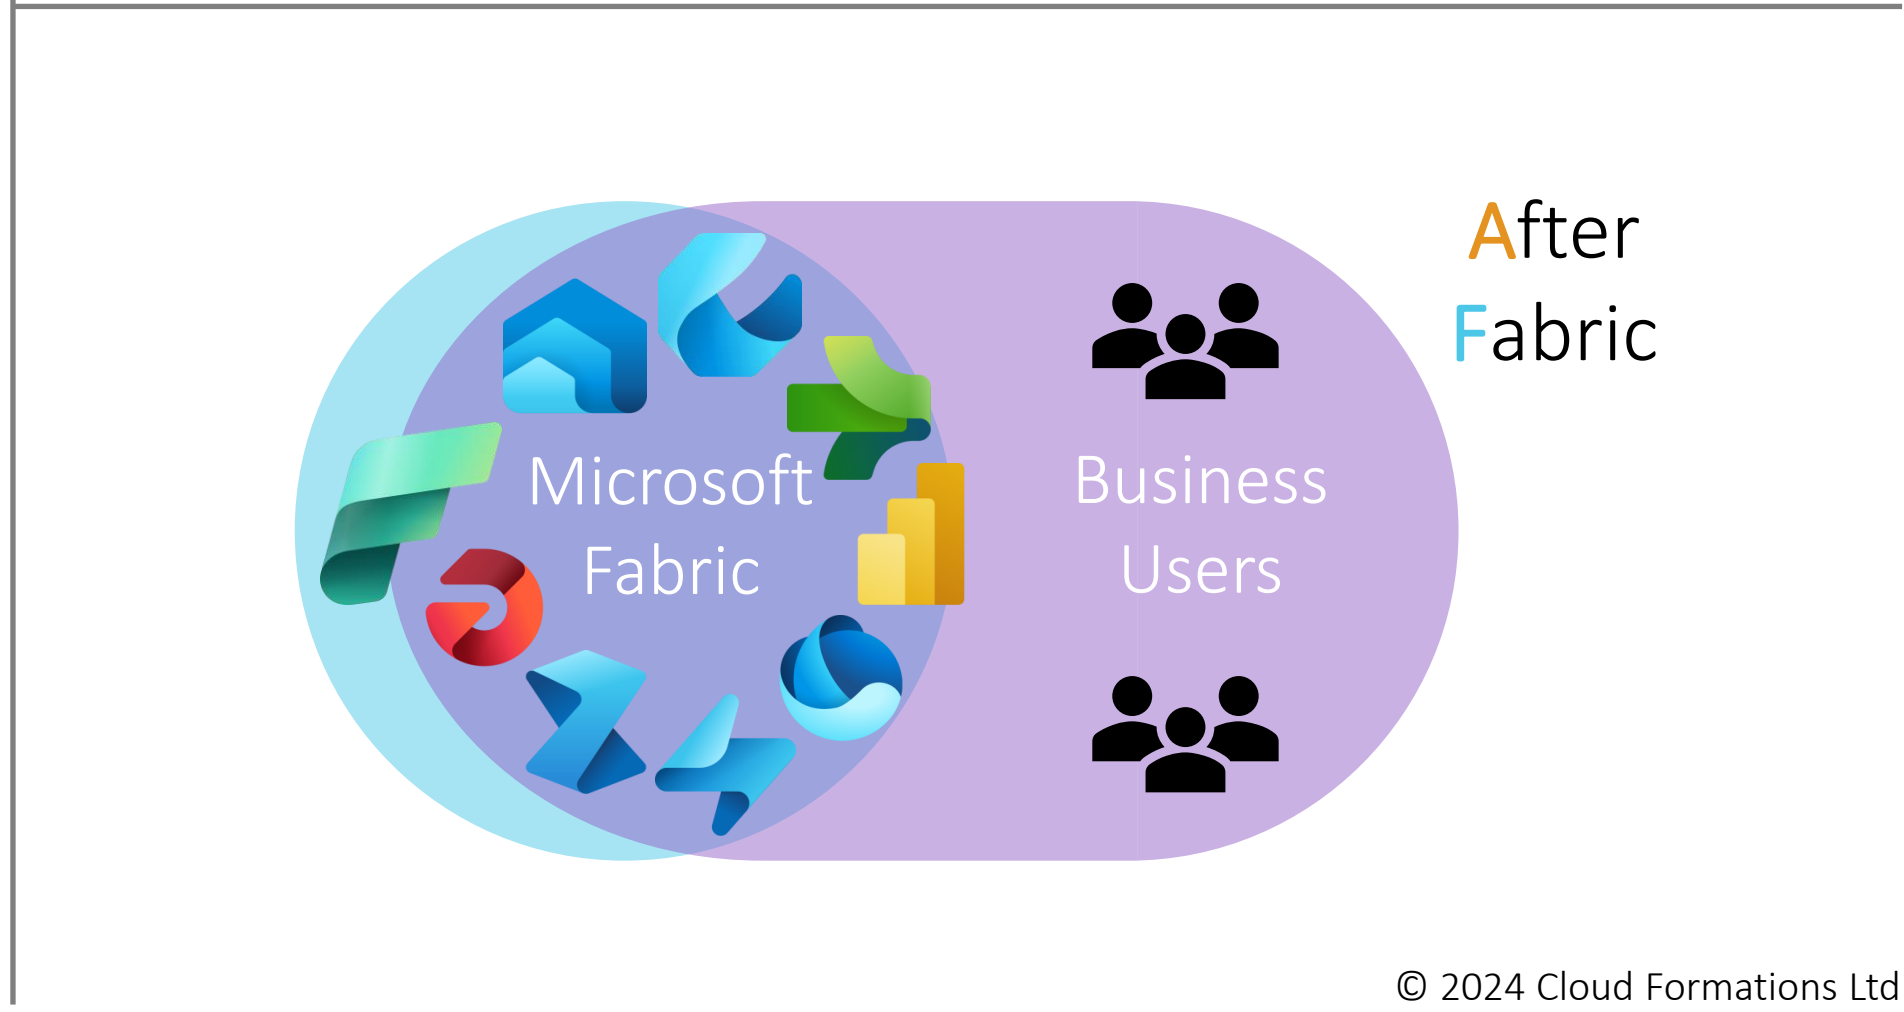 After
Fabric
Microsoft
Fabric
Business
Users
© 2024 Cloud Formations Ltd